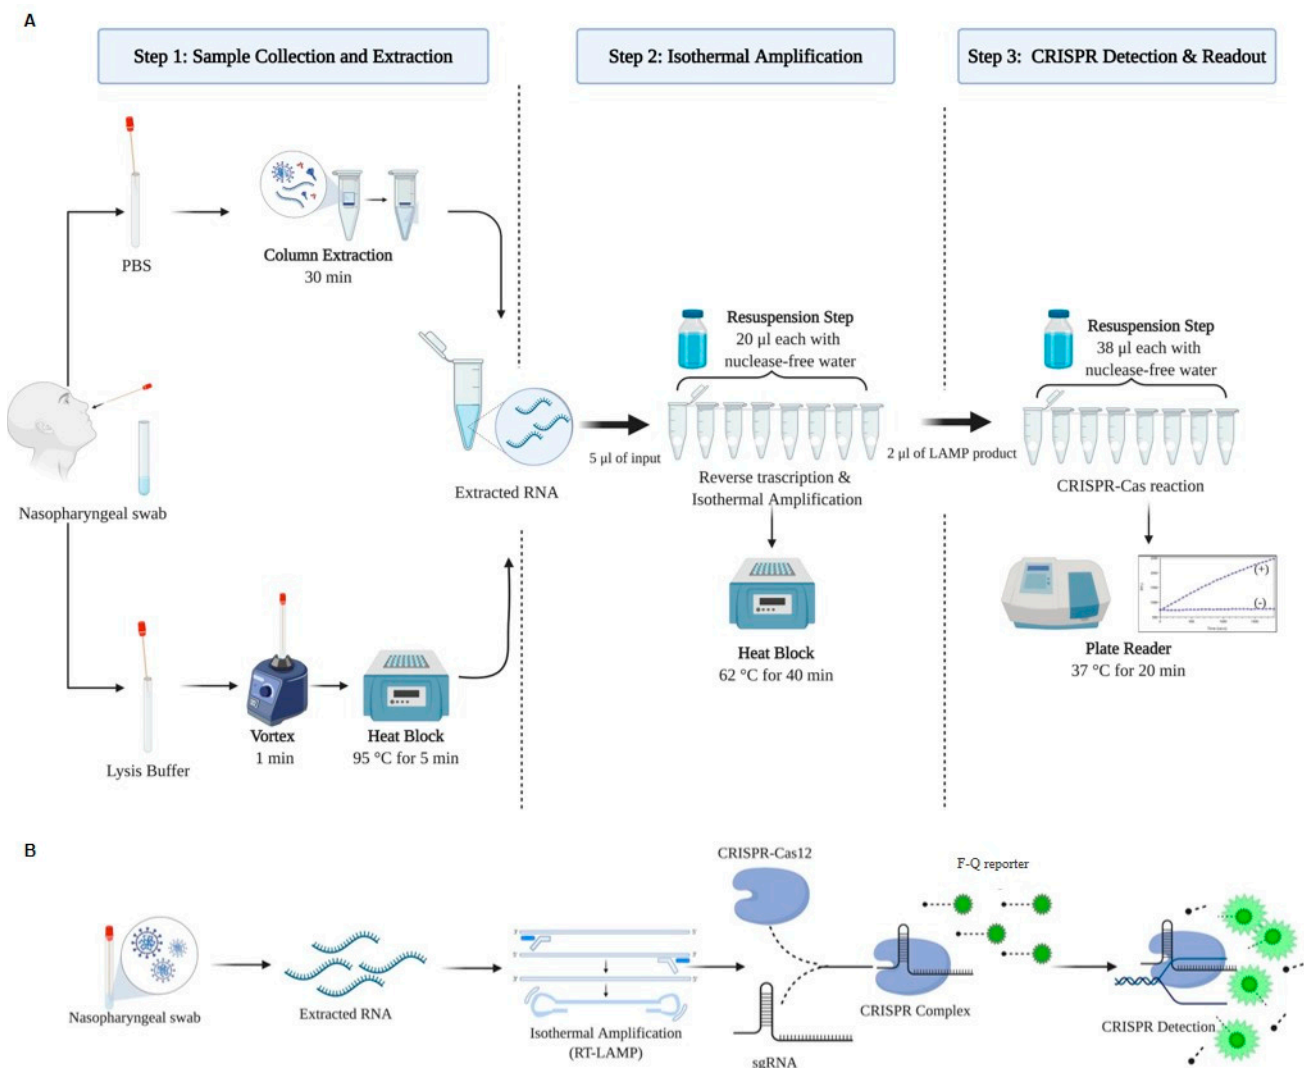 A
Step 1: Sample Collection and Extraction
Step 2: Isothermal Amplification
Step 3: CRISPR Detection & Readout
PBS
Column Extraction
30 min
Nasopharyngeal swab
Extracted RNA
Lysis Buffer
Vortex
1 min
Heat Block
95 °C for 5 min
5 µl of input
Resuspension Step
20 µl each with
nuclease-free water
Reverse trascription &
Isothermal Amplification
Heat Block
62 °C for 40 min
2 µl of LAMP product
Resuspension Step
38 µl each with
nuclease-free water
CRISPR-Cas reaction
(+)
(-)
Plate Reader
37 °C for 20 min
B
Nasopharyngeal swab
Extracted RNA
Isothermal Amplification
(RT-LAMP)
CRISPR-Cas12
sgRNA
CRISPR Complex
F-Q reporter
CRISPR Detection